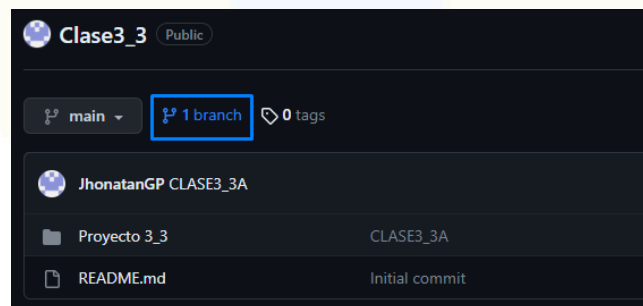 Clase3_3 Public
main 1 branch 0 tags
JhonatanGP CLASE3_3A
Proyecto 3_3 CLASE3_3A
README.md Initial commit